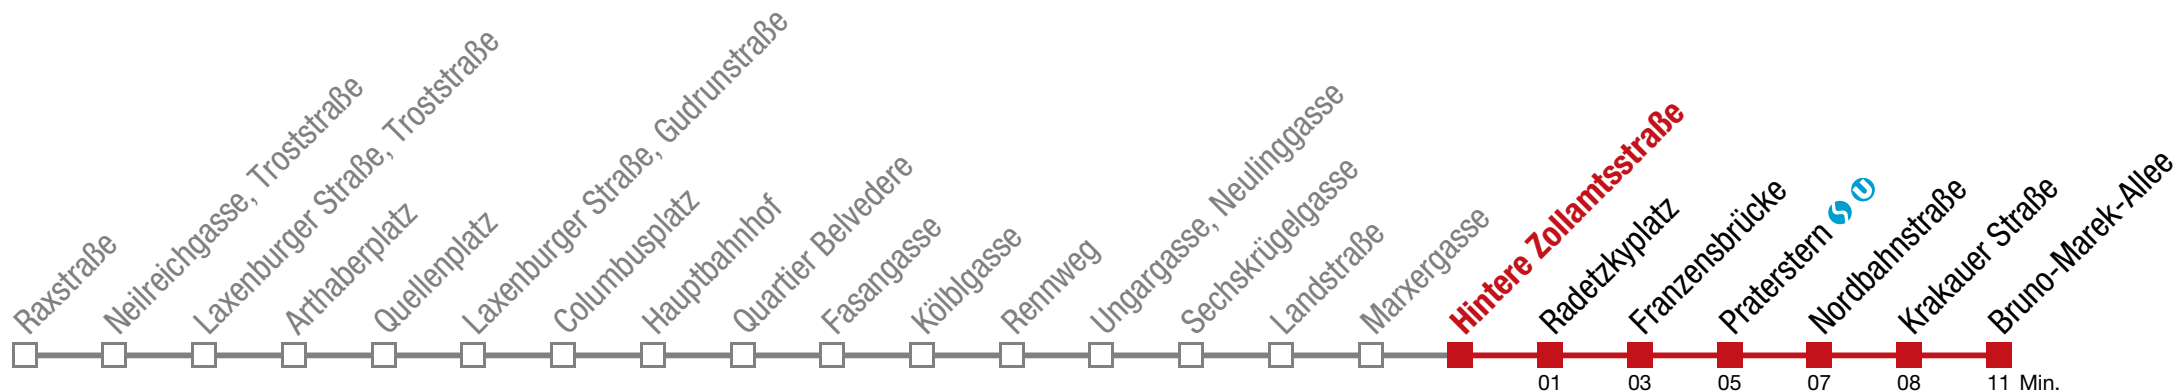 Raxstraße
Neilreichgasse, Troststraße
Laxenburger Straße, Troststraße
Arthaberplatz
Quellenplatz
Laxenburger Straße, Gudrunstraße
Columbusplatz
Hauptbahnhof
Quartier Belvedere
Fasangasse
Kölblgasse
Rennweg
Ungargasse, Neulinggasse
Sechskrügelgasse
Landstraße
Marxergasse
Hintere Zollamtsstraße
Radetzkyplatz
Franzensbrücke
Praterstern S U
Nordbahnstraße
Krakauer Straße
Bruno-Marek-Allee
01 03 05 07 08 11 Min.